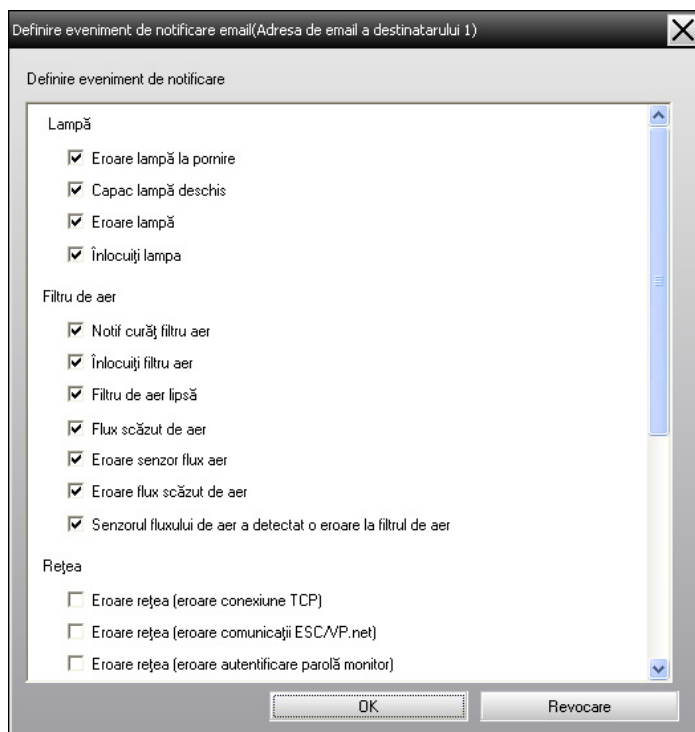 Definire eveniment de notificare email(Adresa de email a destinatarului 1)
Definire eveniment de notificare
Lampă
Eroare lampă la pornire
Capac lampă deschis
Eroare lampă
Înlocuiţi lampa
Filtru de aer
Notif curăţ filtru aer
Înlocuiţi filtru aer
Filtru de aer lipsă
Flux scăzut de aer
Eroare senzor flux aer
Eroare flux scăzut de aer
Senzorul fluxului de aer a detectat o eroare la filtrul de aer
Reţea
Eroare reţea (eroare conexiune TCP)
Eroare reţea (eroare comunicaţii ESC/VP.net)
Eroare reţea (eroare autentificare parolă monitor)
OK
Revocare